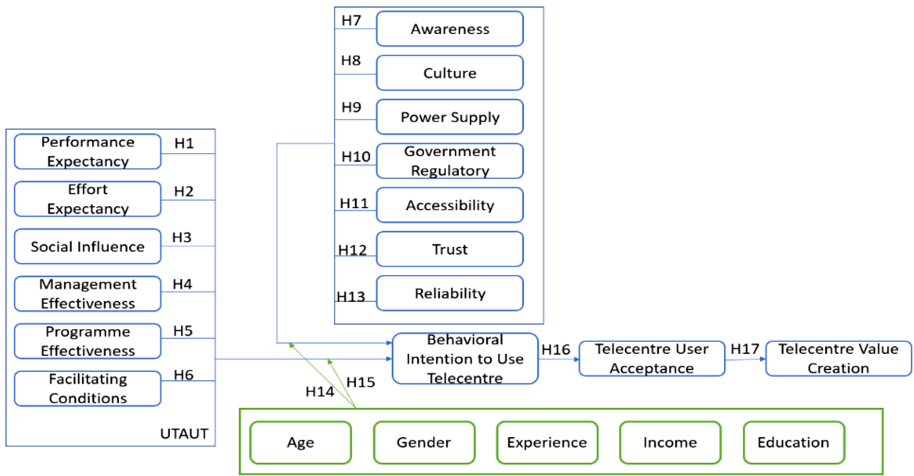 H7
Awareness
H8
Culture
H9
Power Supply
H10
Government
Regulatory
H11
Accessibility
H12
Trust
H13
Reliability
Performance
Expectancy
H1
Effort
Expectancy
H2
Social Influence
H3
Management
Effectiveness
H4
Programme
Effectiveness
H5
Facilitating
Conditions
H6
UTAUT
Behavioral
Intention to Use
Telecentre
H16
Telecentre User
Acceptance
H17
Telecentre Value
Creation
H14
H15
Age
Gender
Experience
Income
Education